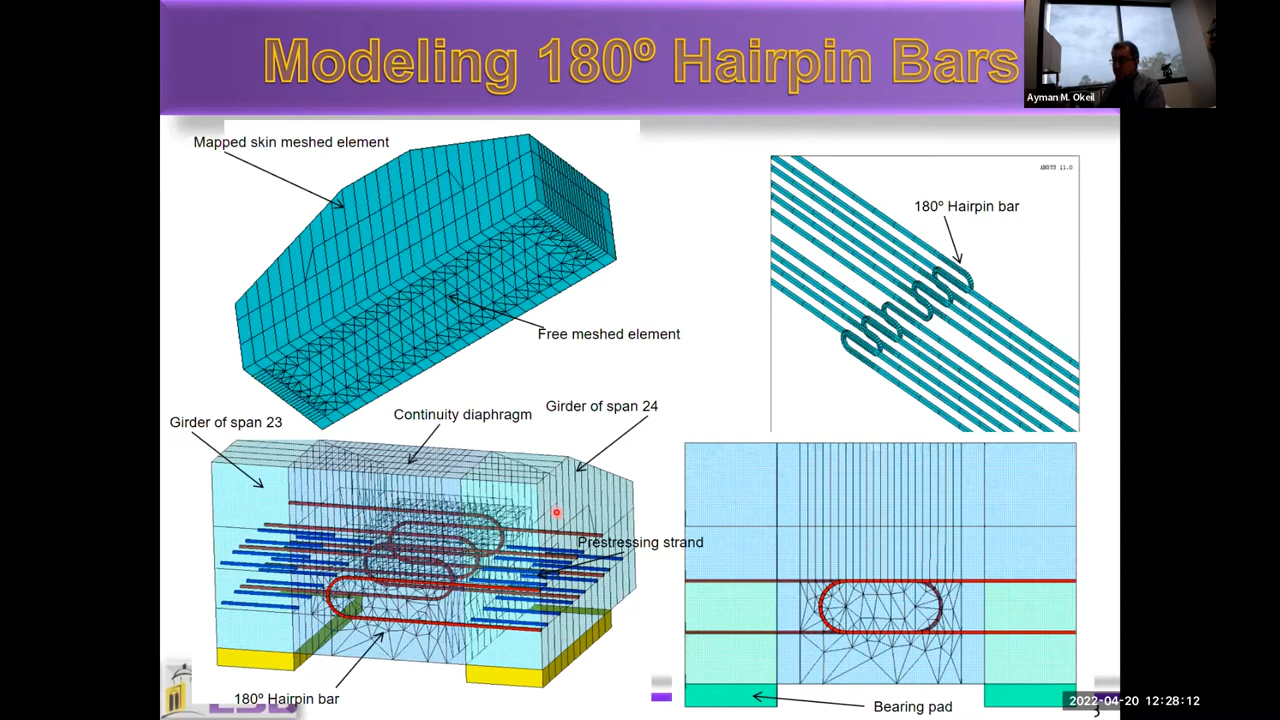 Modeling 180º Hairpin Bars
Ayman M. Okeil
Mapped skin meshed element
ANSYS 11.0
180º Hairpin bar
Free meshed element
Girder of span 24
Continuity diaphragm
Girder of span 23
Prestressing strand
180º Hairpin bar
Bearing pad
2022-04-20 12:28:12
3